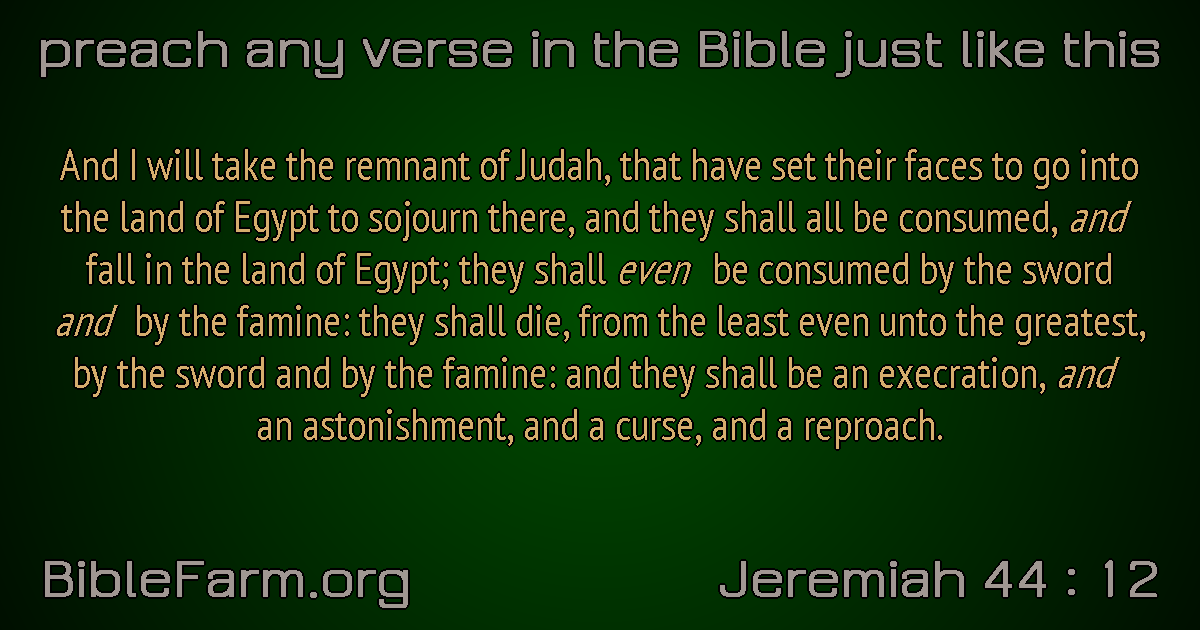 preach any verse in the Bible just like this
And I will take the remnant of Judah, that have set their faces to go into
the land of Egypt to sojourn there, and they shall all be consumed, and
fall in the land of Egypt; they shall even be consumed by the sword
and by the famine: they shall die, from the least even unto the greatest,
by the sword and by the famine: and they shall be an execration, and
an astonishment, and a curse, and a reproach.
BibleFarm.org
Jeremiah 44 : 12